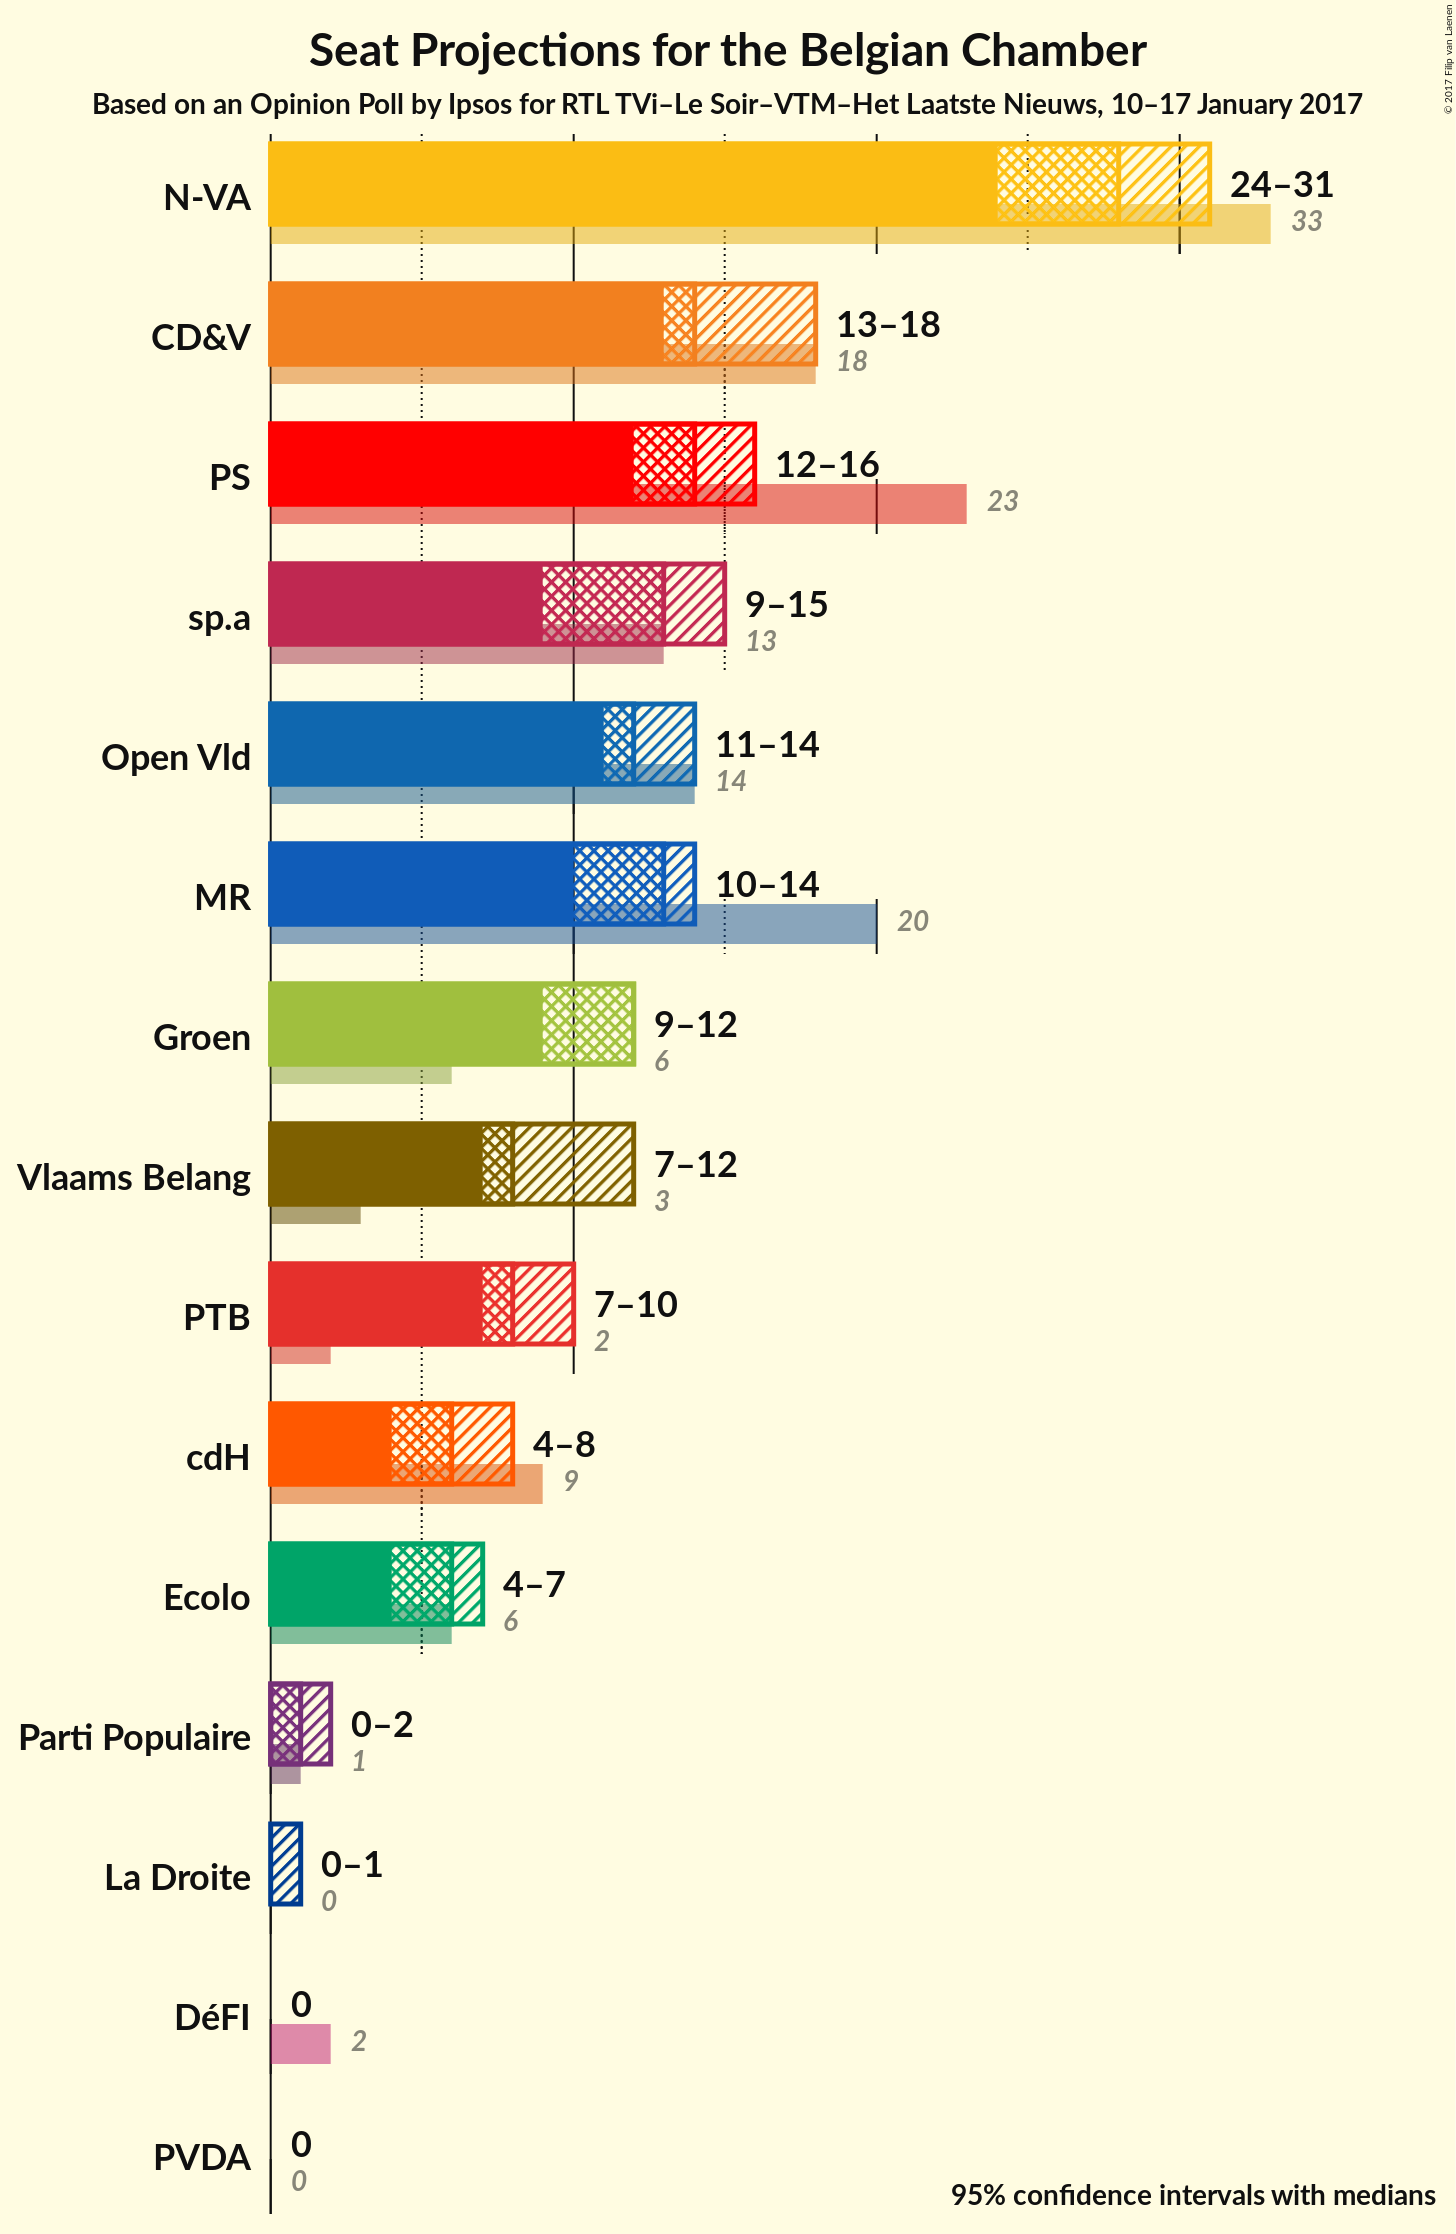 Seat Projections for the Belgian Chamber
Based on an Opinion Poll by Ipsos for RTL TVi–Le Soir–VTM–Het Laatste Nieuws, 10–17 January 2017
© 2017 Filip van Laenen
N-VA
24–31
33
CD&V
13–18
18
PS
12–16
23
sp.a
9–15
13
Open Vld
11–14
14
MR
10–14
20
Groen
9–12
6
Vlaams Belang
7–12
3
PTB
7–10
2
cdH
4–8
9
Ecolo
4–7
6
Parti Populaire
0–2
1
La Droite
0–1
0
DéFI
0
2
PVDA
0
0
95% confidence intervals with medians